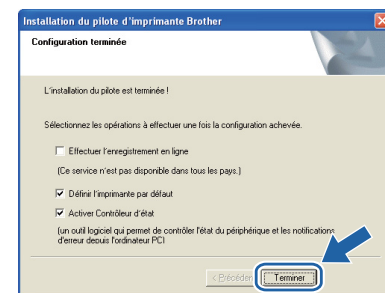 Installation du pilote d'imprimante Brother
Configuration terminée
L'installation du pilote est terminée !
Sélectionnez les opérations à effectuer une fois la configuration achevée.
Effectuer l'enregistrement en ligne
(Ce service n'est pas disponible dans tous les pays.)
Définir l'imprimante par défaut
Activer Contrôleur d'état
(un outil logiciel qui permet de contrôler l'état du périphérique et les notifications
d'erreur depuis l'ordinateur PC)
< Précéden
Terminer